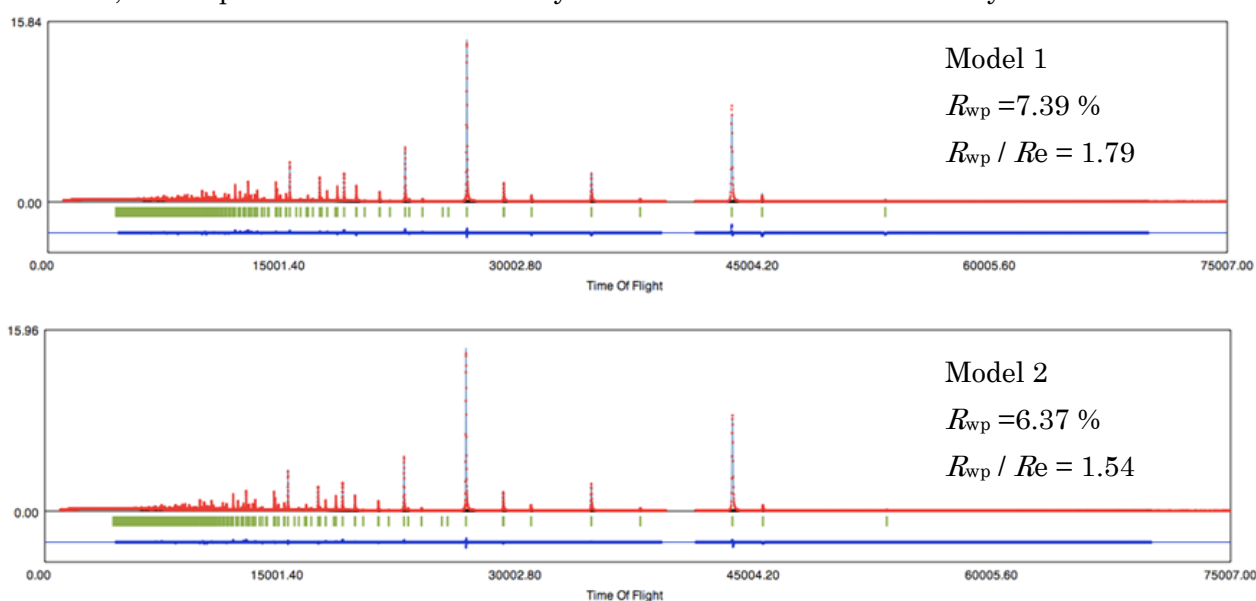 15.84
Model 1
Rwp =7.39 %
Rwp / Re = 1.79
0.00
0.00 15001.40 30002.80 45004.20 60005.60 75007.00
Time Of Flight
15.96
Model 2
Rwp =6.37 %
Rwp / Re = 1.54
0.00
0.00 15001.40 30002.80 45004.20 60005.60 75007.00
Time Of Flight